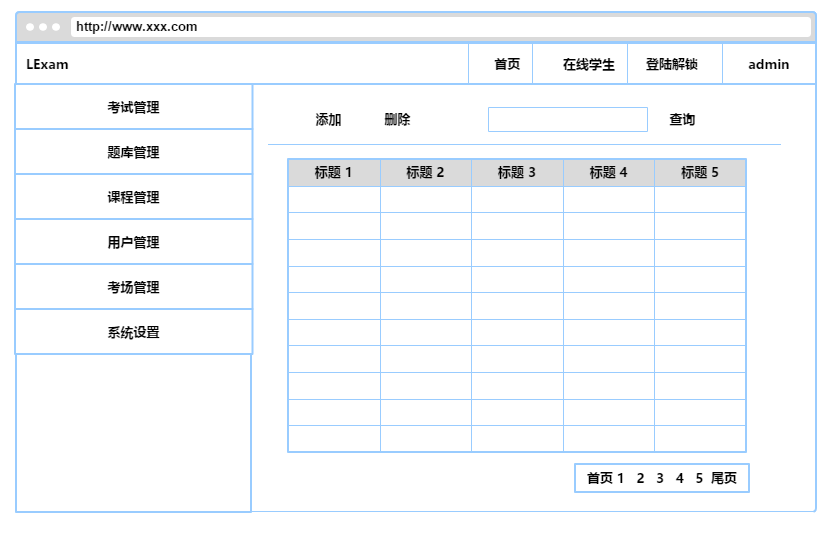 http://www.xxx.com
LExam 首页 在线学生 登陆解锁 admin
考试管理
题库管理
课程管理
用户管理
考场管理
系统设置
添加 删除 查询
标题 1 标题 2 标题 3 标题 4 标题 5
首页 1 2 3 4 5 尾页